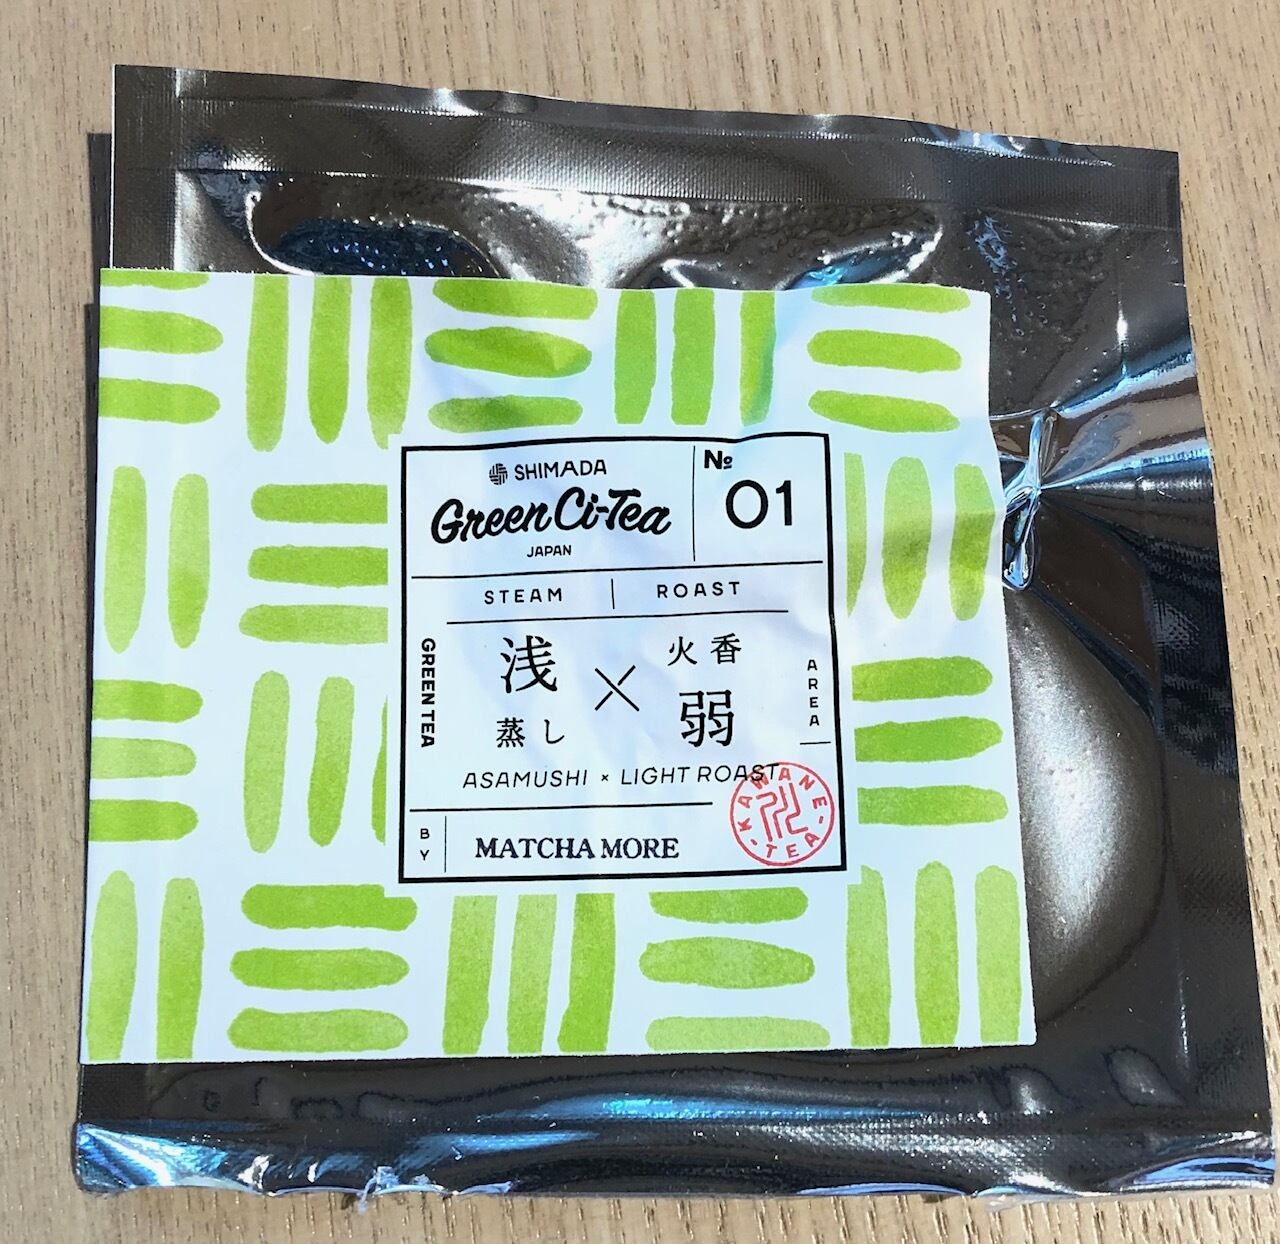 SHIMADA
Green Ci-Tea
JAPAN
№ 01
STEAM | ROAST
GREEN TEA
浅蒸し × 火香弱
AREA
ASAMUSHI × LIGHT ROAST
KAWANE TEA
BY
MATCHA MORE